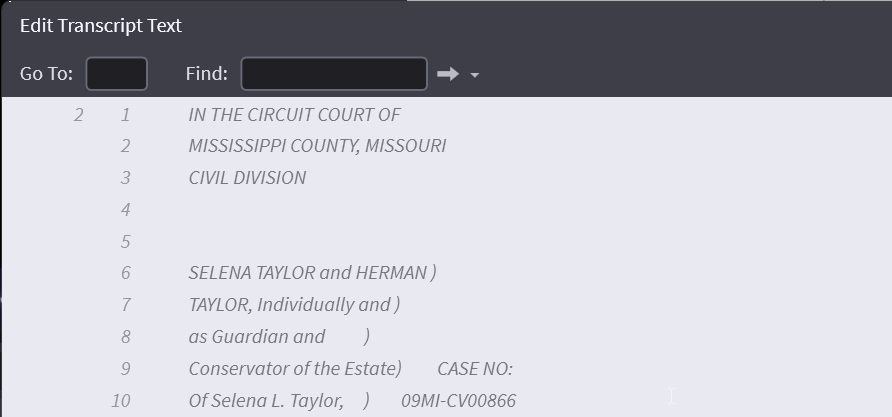 Edit Transcript Text
Go To: Find:
2 1 IN THE CIRCUIT COURT OF
2 MISSISSIPPI COUNTY, MISSOURI
3 CIVIL DIVISION
4
5
6 SELENA TAYLOR and HERMAN )
7 TAYLOR, Individually and )
8 as Guardian and )
9 Conservator of the Estate) CASE NO:
10 Of Selena L. Taylor, ) 09MI-CV00866